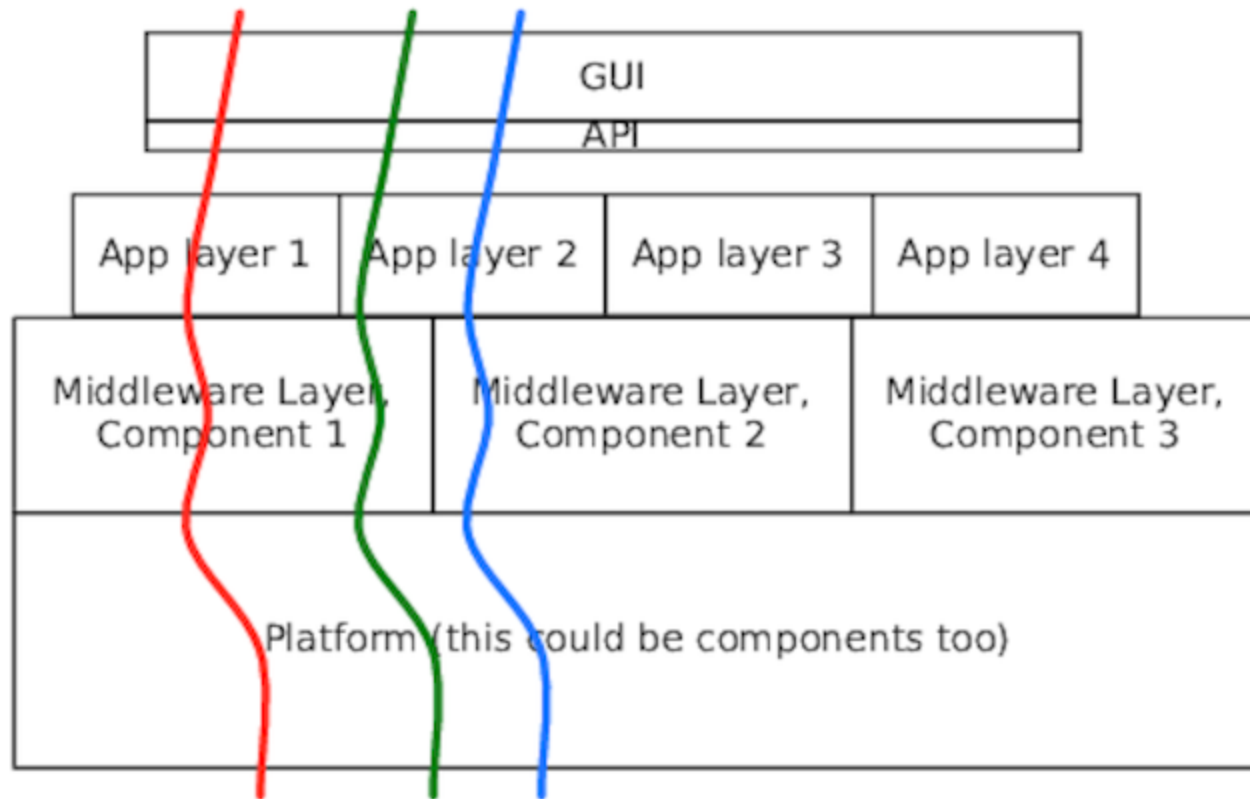 GUI
API
App layer 1
App layer 2
App layer 3
App layer 4
Middleware Layer,
Component 1
Middleware Layer,
Component 2
Middleware Layer,
Component 3
Platform (this could be components too)